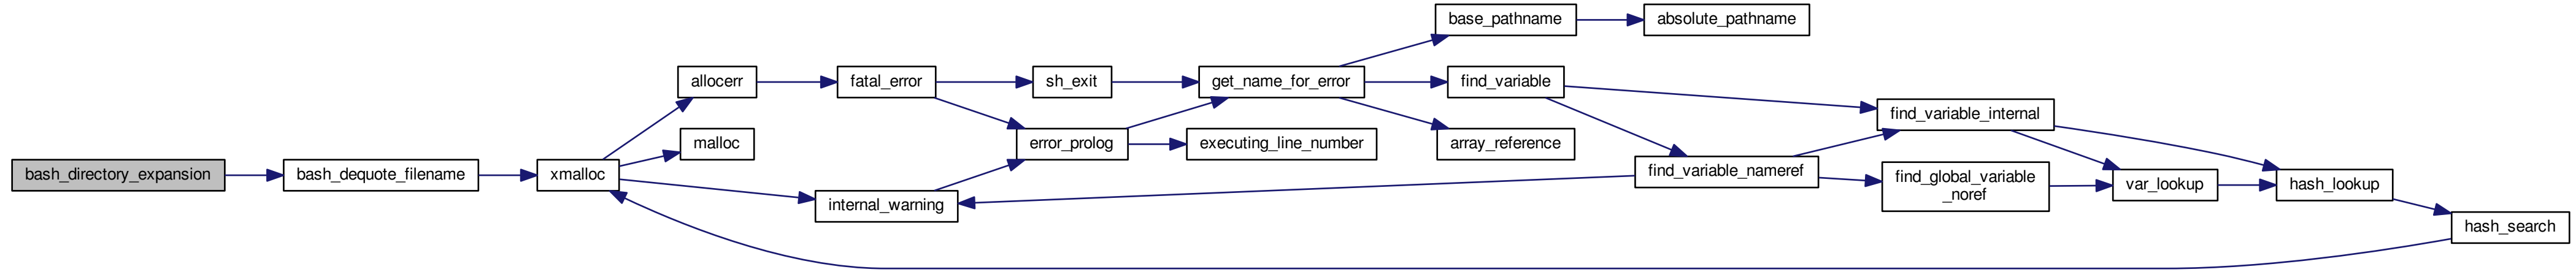 base_pathname
absolute_pathname
allocerr
fatal_error
sh_exit
get_name_for_error
find_variable
find_variable_internal
malloc
error_prolog
executing_line_number
array_reference
bash_directory_expansion
bash_dequote_filename
xmalloc
find_variable_nameref
find_global_variable
_noref
var_lookup
hash_lookup
internal_warning
hash_search